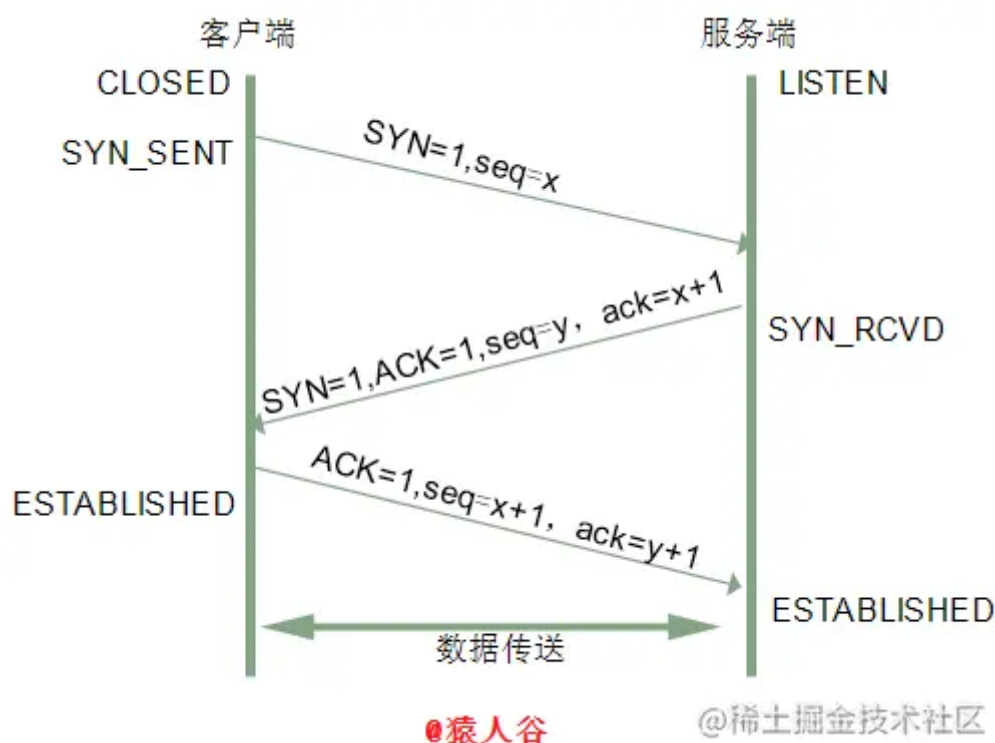 客户端
服务端
CLOSED
LISTEN
SYN_SENT
SYN=1,seq=x
SYN=1,ACK=1,seq=y，ack=x+1
SYN_RCVD
ACK=1,seq=x+1，ack=y+1
ESTABLISHED
ESTABLISHED
数据传送
@猿人谷
@稀土掘金技术社区